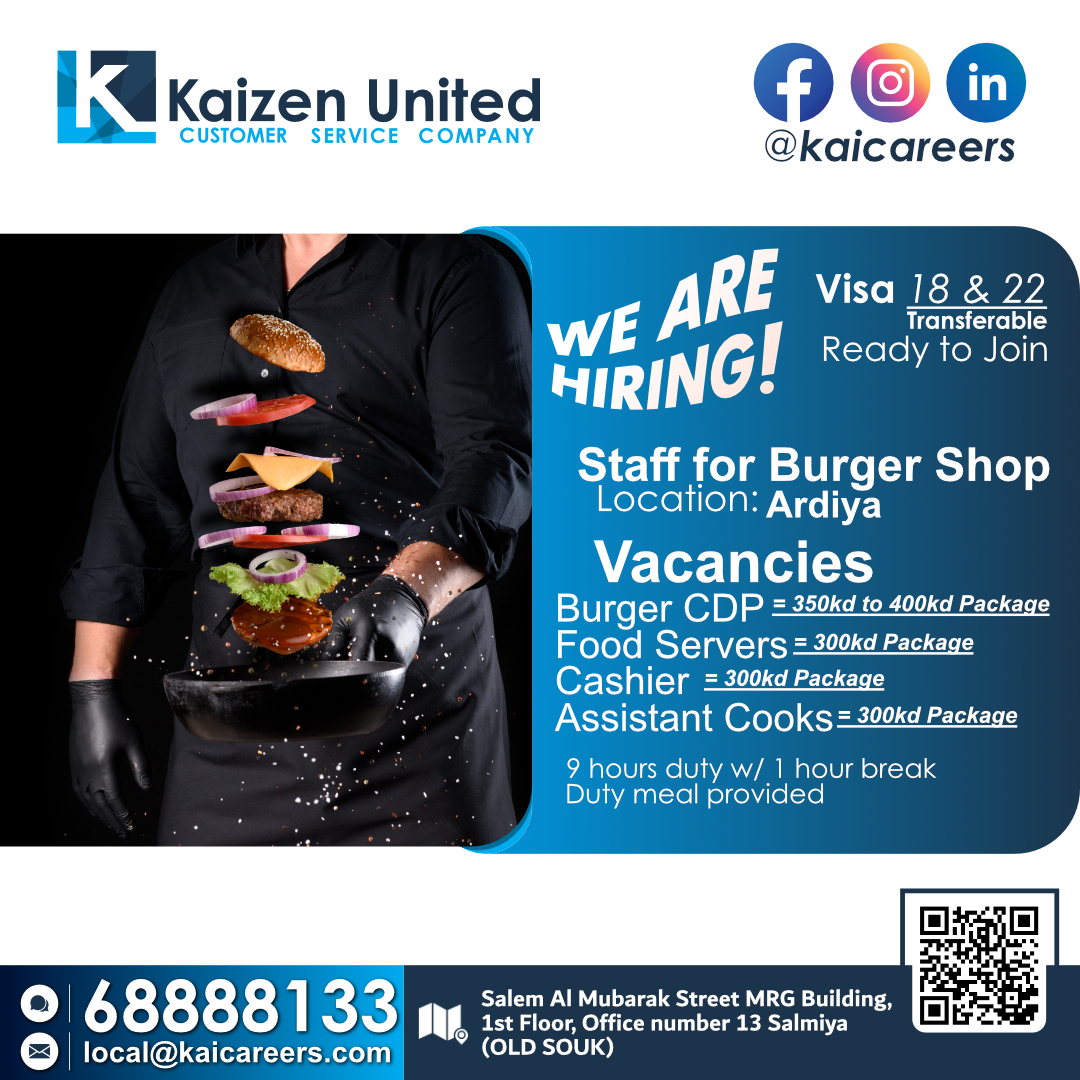 K
Kaizen United
CUSTOMER SERVICE COMPANY
f
in
@kaicareers
WE ARE
HIRING!
Visa 18 & 22
Transferable
Ready to Join
Staff for Burger Shop
Location: Ardiya
Vacancies
Burger CDP = 350kd to 400kd Package
Food Servers = 300kd Package
Cashier = 300kd Package
Assistant Cooks = 300kd Package
9 hours duty w/ 1 hour break
Duty meal provided
68888133
local@kaicareers.com
Salem Al Mubarak Street MRG Building,
1st Floor, Office number 13 Salmiya
(OLD SOUK)